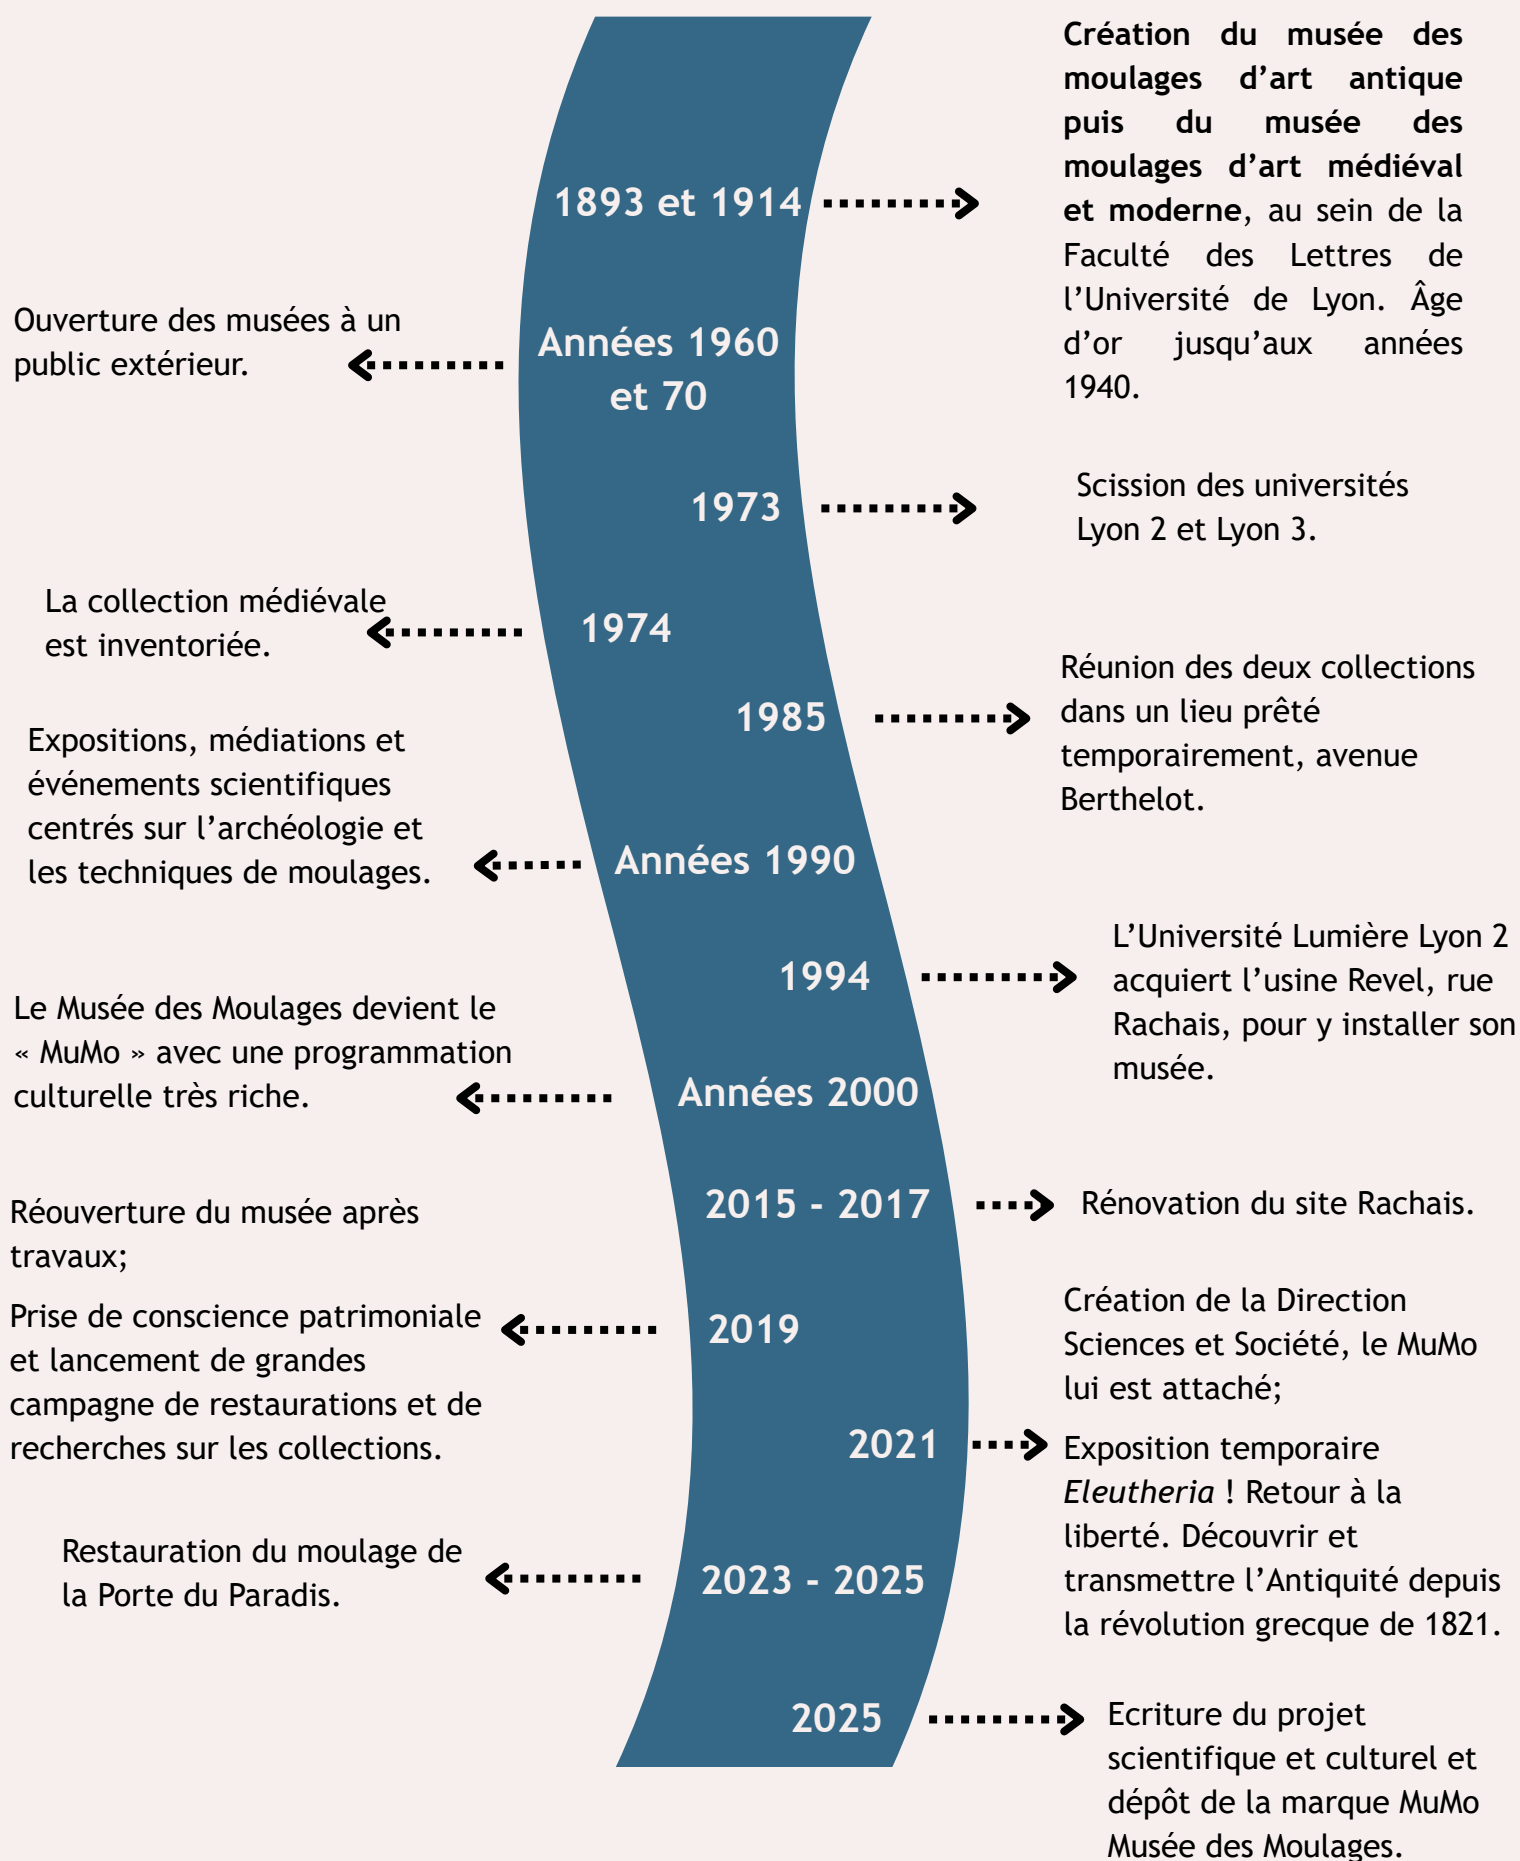 1893 et 1914
Création du musée des
moulages d’art antique
puis du musée des
moulages d’art médiéval
et moderne, au sein de la
Faculté des Lettres de
l’Université de Lyon. Âge
d’or jusqu’aux années
1940.
Années 1960
et 70
Ouverture des musées à un
public extérieur.
1973
Scission des universités
Lyon 2 et Lyon 3.
1974
La collection médiévale
est inventoriée.
1985
Réunion des deux collections
dans un lieu prêté
temporairement, avenue
Berthelot.
Années 1990
Expositions, médiations et
événements scientifiques
centrés sur l’archéologie et
les techniques de moulages.
1994
L’Université Lumière Lyon 2
acquiert l’usine Revel, rue
Rachais, pour y installer son
musée.
Années 2000
Le Musée des Moulages devient le
« MuMo » avec une programmation
culturelle très riche.
2015 - 2017
Rénovation du site Rachais.
2019
Réouverture du musée après
travaux;
Prise de conscience patrimoniale
et lancement de grandes
campagne de restaurations et de
recherches sur les collections.
2021
Création de la Direction
Sciences et Société, le MuMo
lui est attaché;
Exposition temporaire
Eleutheria ! Retour à la
liberté. Découvrir et
transmettre l’Antiquité depuis
la révolution grecque de 1821.
2023 - 2025
Restauration du moulage de
la Porte du Paradis.
2025
Ecriture du projet
scientifique et culturel et
dépôt de la marque MuMo
Musée des Moulages.